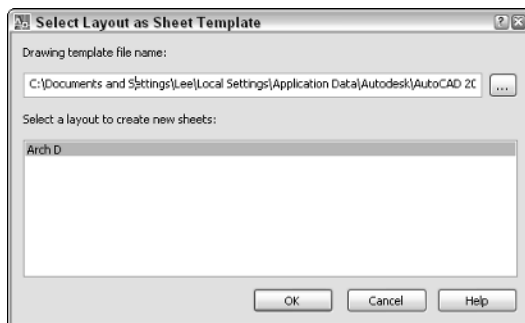 Select Layout as Sheet Template
Drawing template file name:
C:\Documents and Settings\Lee\Local Settings\Application Data\Autodesk\AutoCAD 20
...
Select a layout to create new sheets:
Arch D
OK Cancel Help